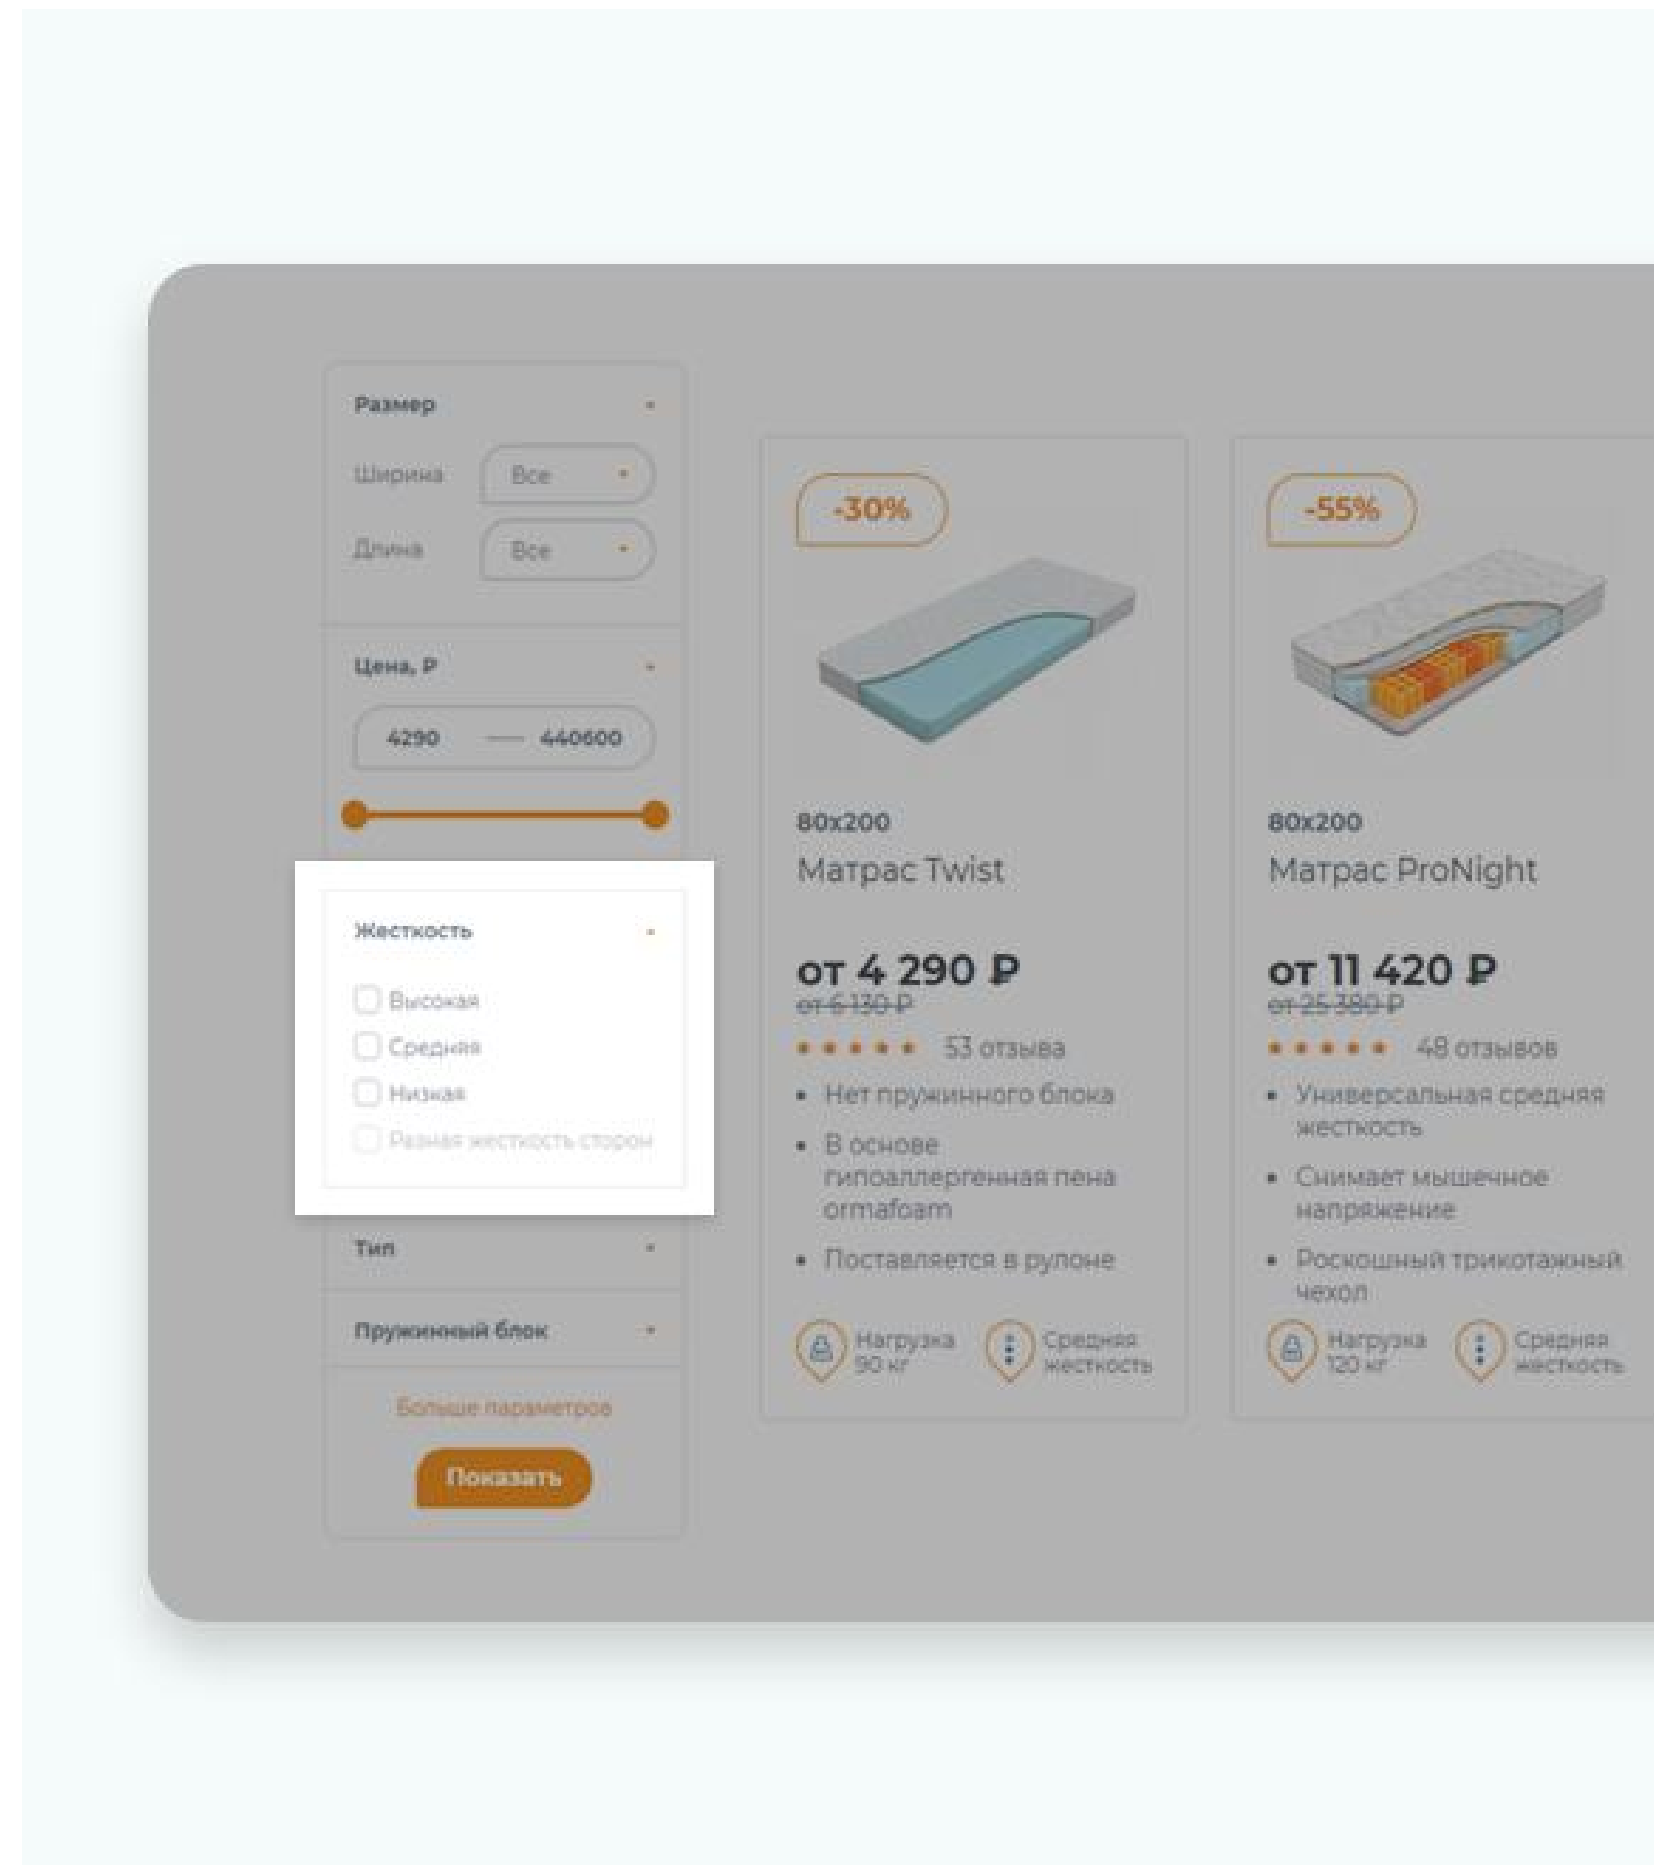 Размер
Ширина
Все
Длина
Все
Цена, ₽
4290 — 440600
Жесткость
Высокая
Средняя
Низкая
Разная жесткость сторон
Тип
Пружинный блок
Больше параметров
Показать
-30%
80x200
Матрас Twist
от 4 290 ₽
от 6 130 ₽
53 отзыва
Нет пружинного блока
В основе
гипоаллергенная пена
ormafoam
Поставляется в рулоне
Нагрузка
90 кг
Средняя
жесткость
-55%
80x200
Матрас ProNight
от 11 420 ₽
от 25 380 ₽
48 отзывов
Универсальная средняя
жесткость
Снимает мышечное
напряжение
Роскошный трикотажный
чехол
Нагрузка
120 кг
Средняя
жесткость